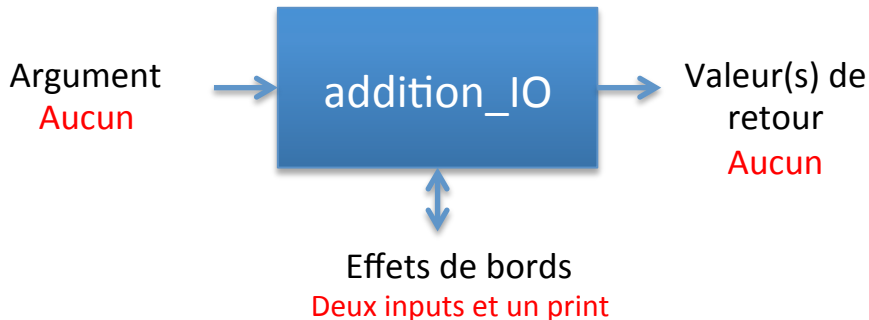 Argument
Aucun
addition_IO
Valeur(s) de
retour
Aucun
Effets de bords
Deux inputs et un print